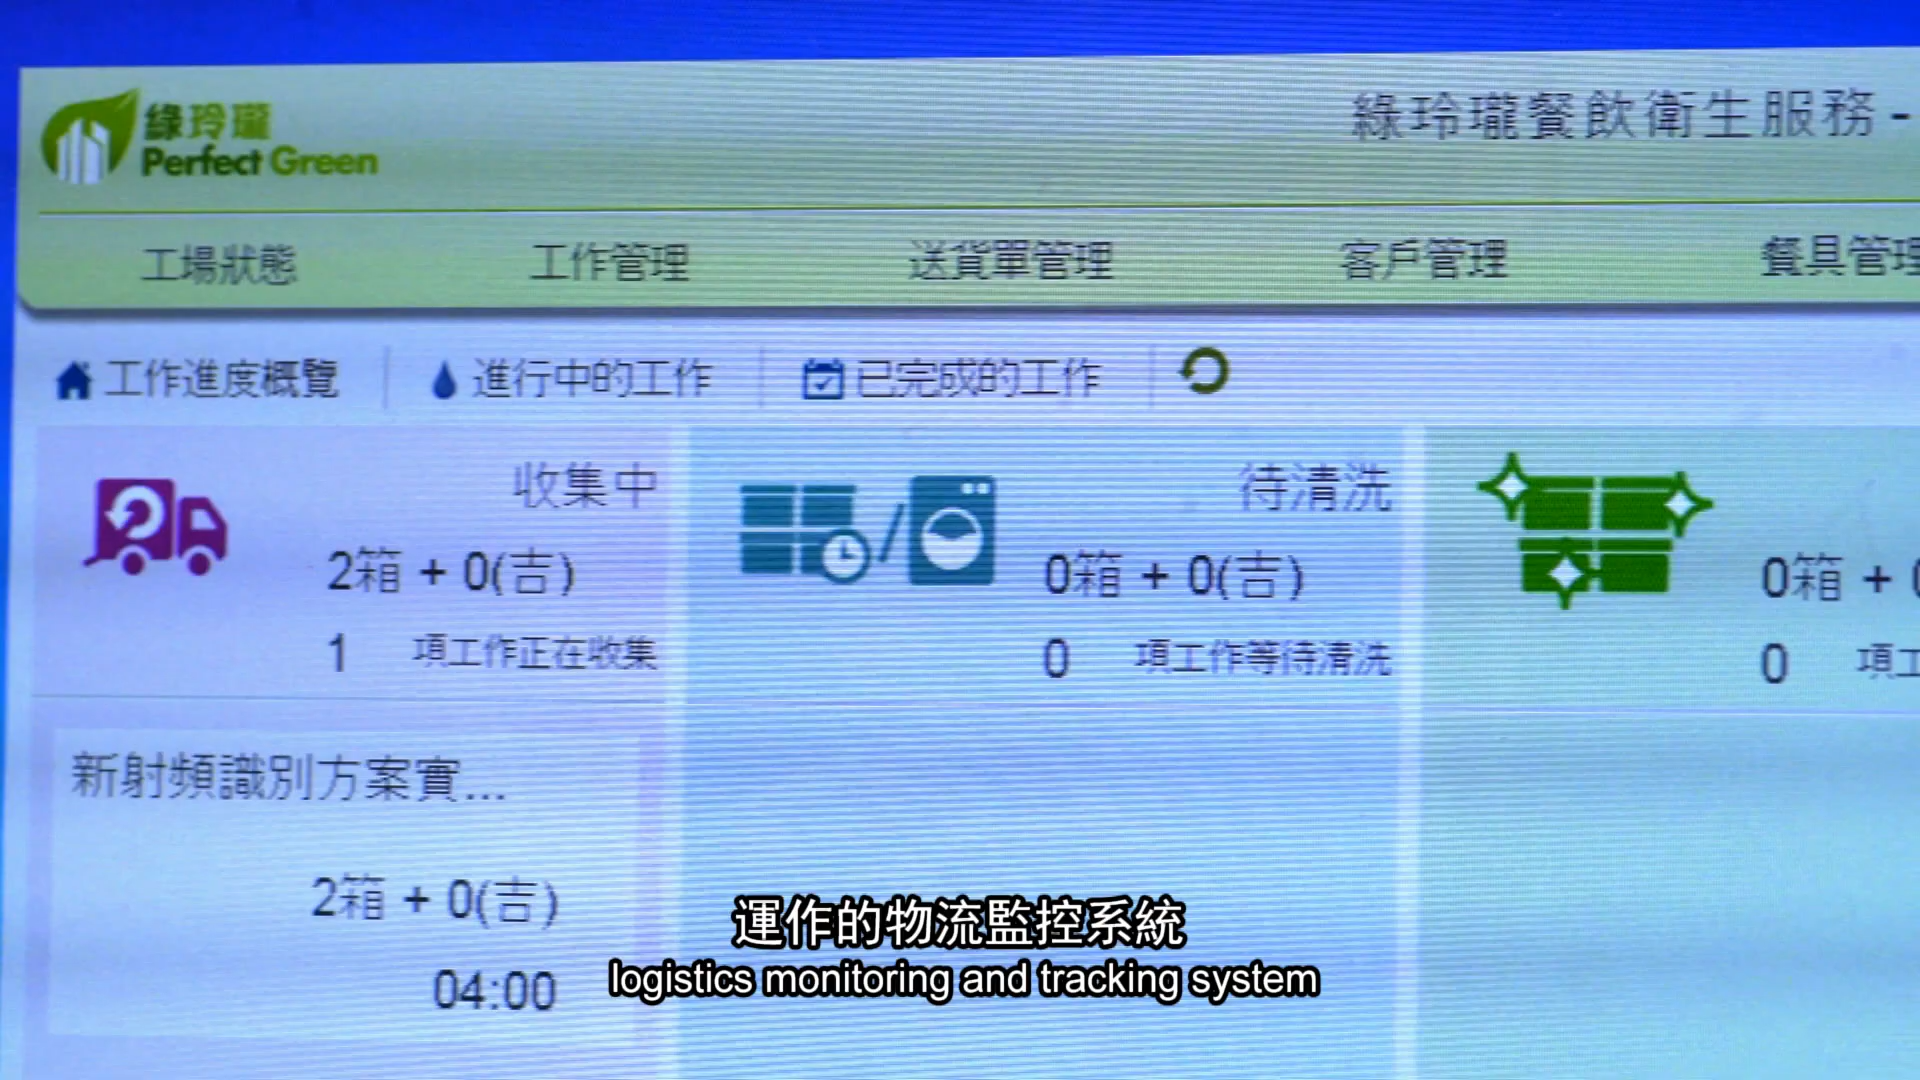 綠玲瓏
Perfect Green
綠玲瓏餐飲衛生服務 -
工場狀態 工作管理 送貨單管理 客戶管理 餐具管理
工作進度概覽 進行中的工作 已完成的工作
收集中 待清洗
2箱 + 0(吉) 0箱 + 0(吉) 0箱 + 0
1 項工作正在收集 0 項工作等待清洗 0 項工
新射頻識別方案實...
2箱 + 0(吉)
04:00
運作的物流監控系統
logistics monitoring and tracking system